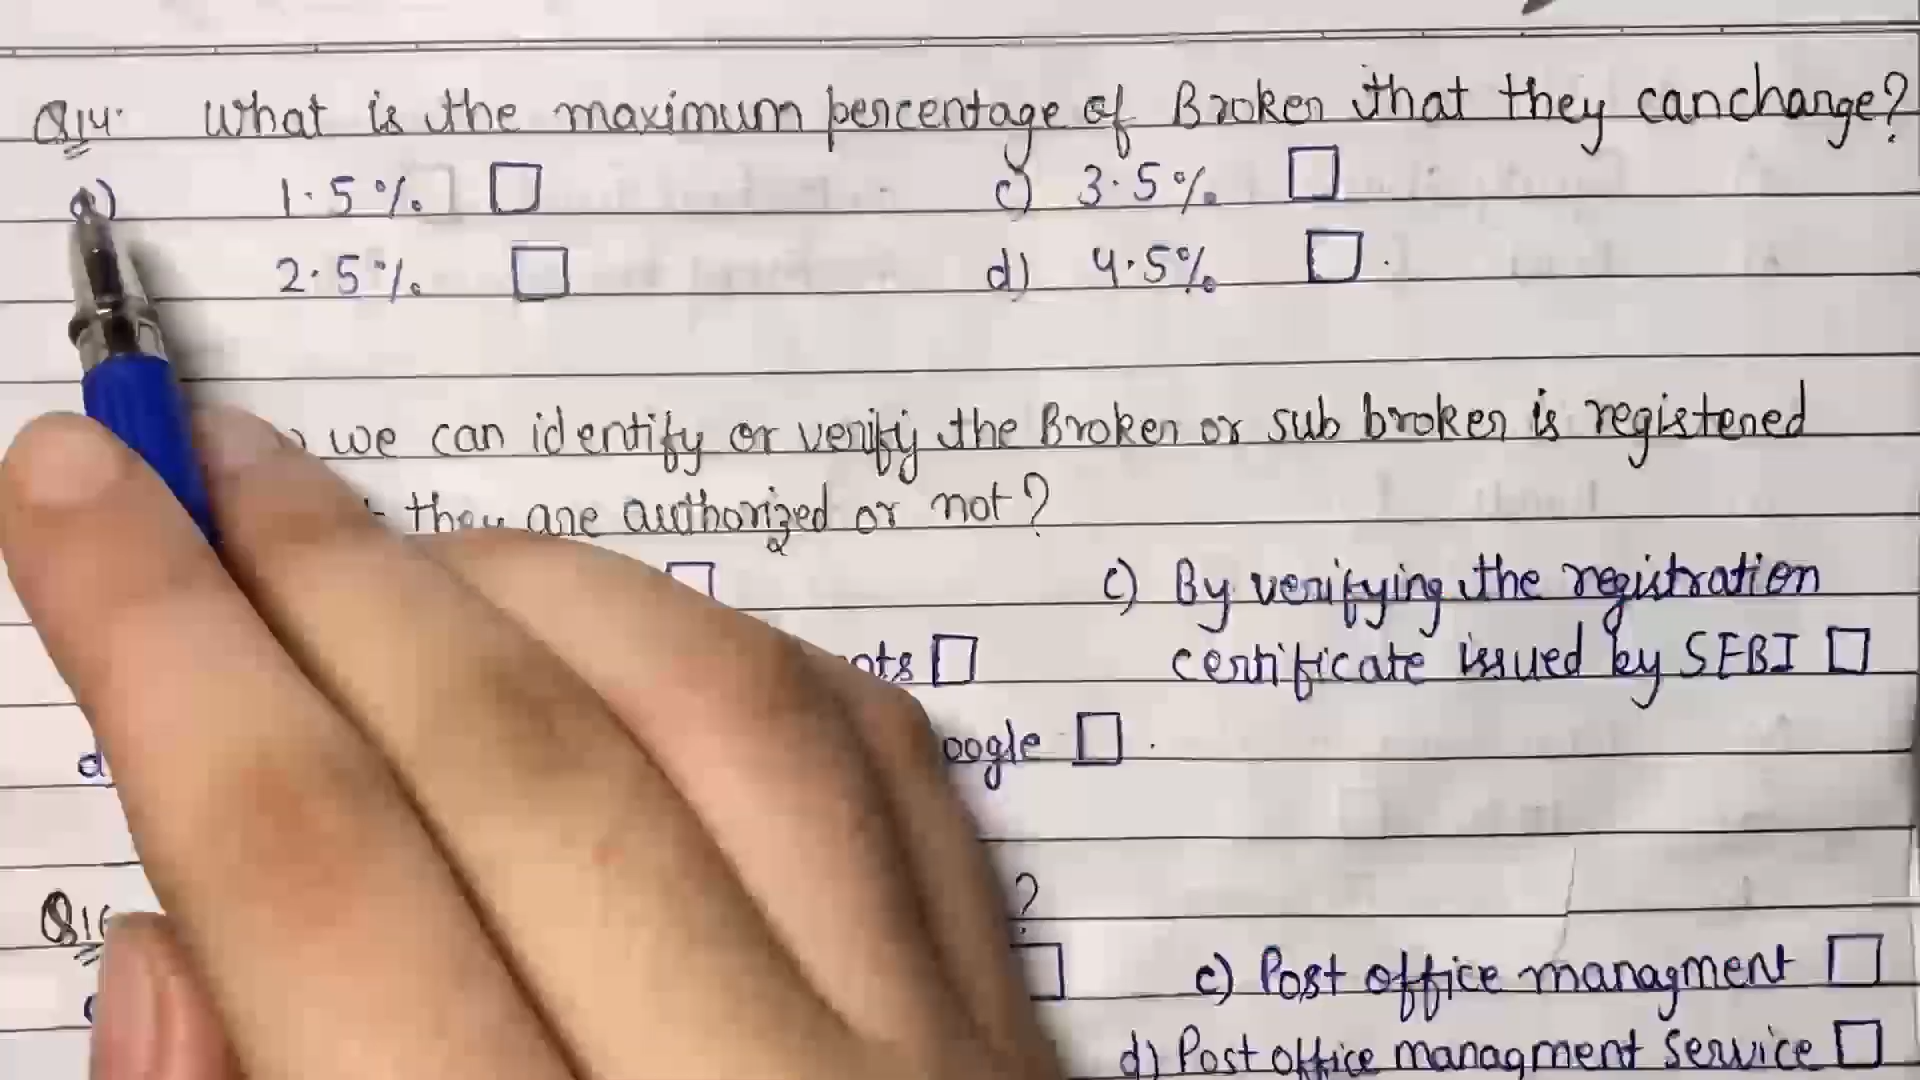 Q14. What is the maximum percentage of Broker that they can change?
a) 1.5% c) 3.5%
2.5% d) 4.5%
we can identify or verify the Broker or sub broker is registered
they are authorized or not?
c) By verifying the registration
certificate issued by SEBI
d
oogle
?
c) Post office managment
d) Post office managment service